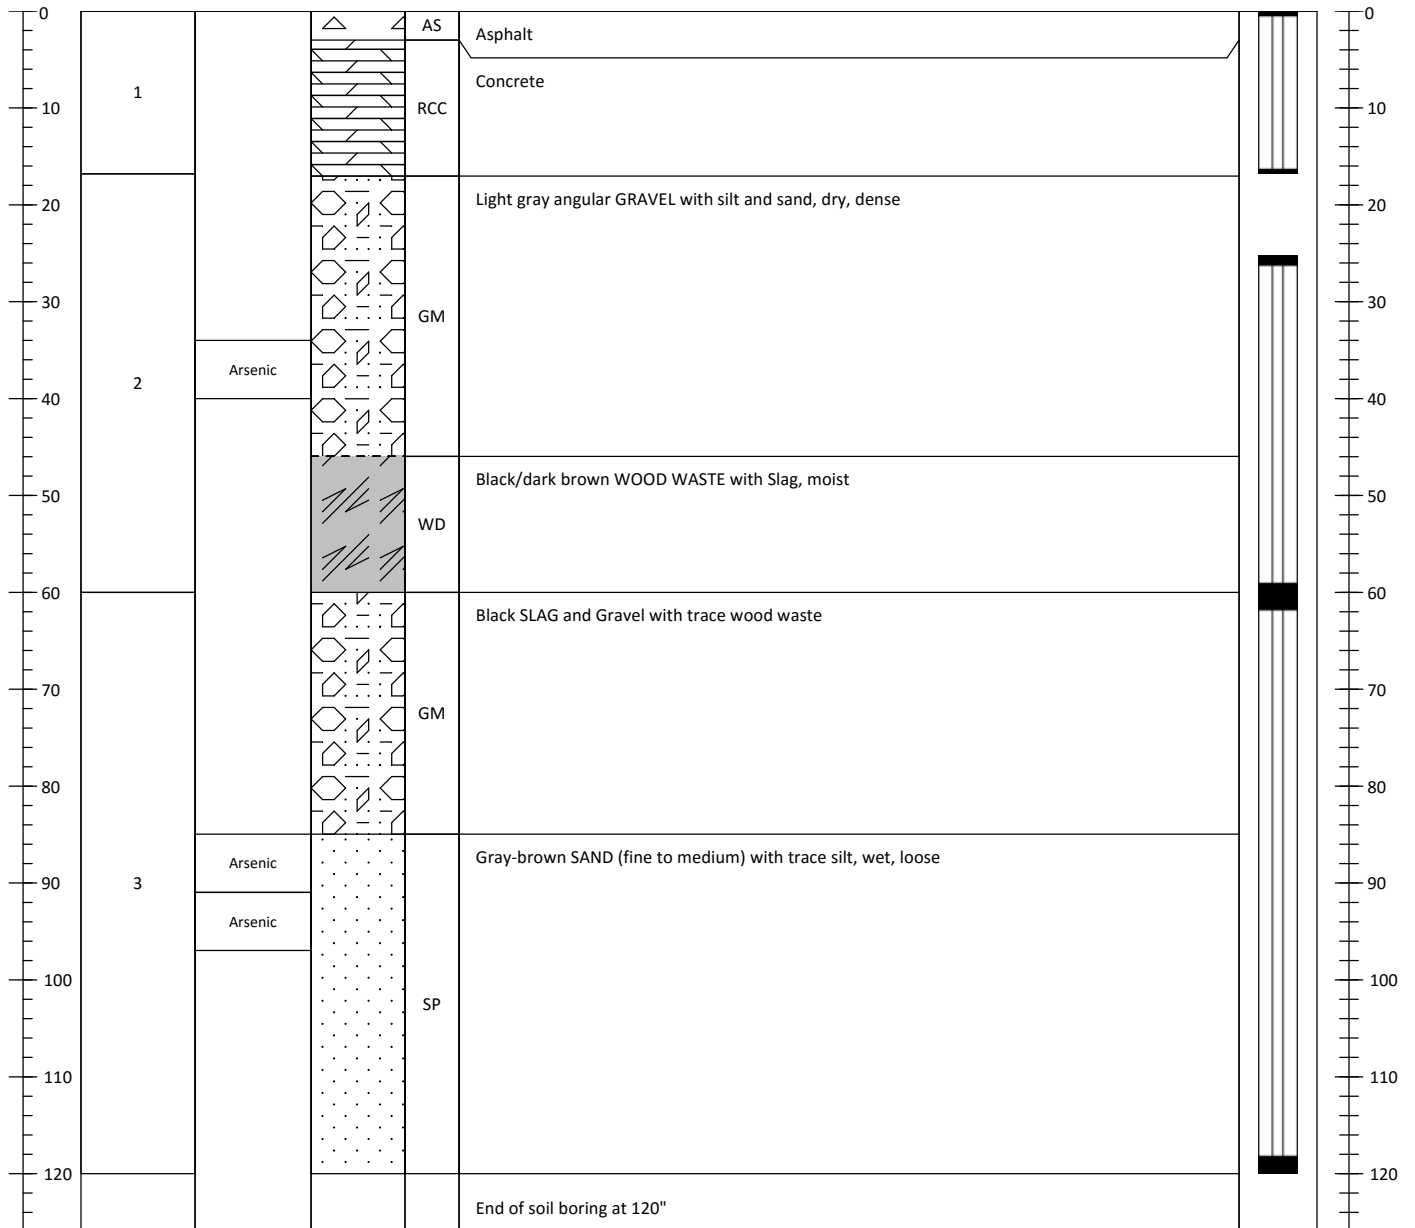 0
AS
Asphalt
0
Concrete
1
10
RCC
10
20
Light gray angular GRAVEL with silt and sand, dry, dense
20
30
GM
30
Arsenic
2
40
40
Black/dark brown WOOD WASTE with Slag, moist
50
50
WD
60
60
Black SLAG and Gravel with trace wood waste
70
70
GM
80
80
Arsenic
Gray-brown SAND (fine to medium) with trace silt, wet, loose
90
3
90
Arsenic
100
100
SP
110
110
120
120
End of soil boring at 120"